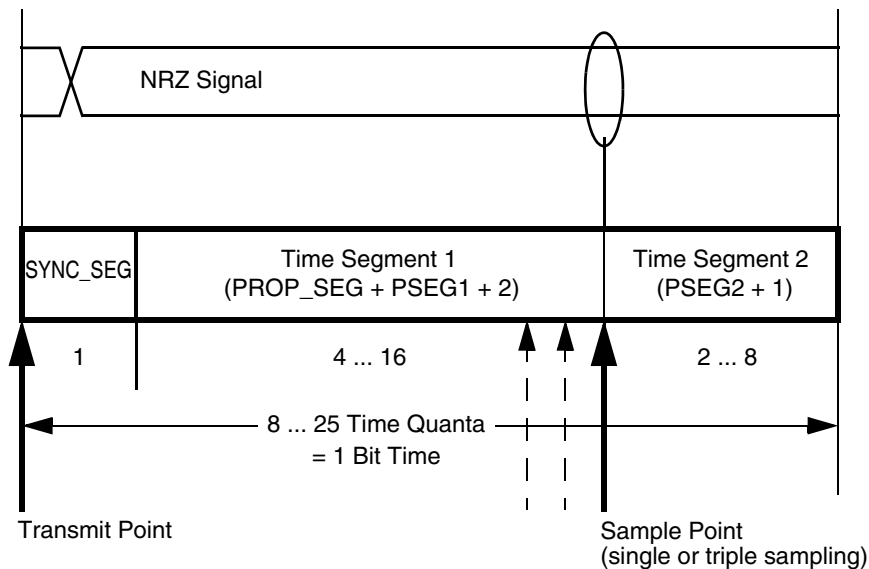 NRZ Signal
SYNC_SEG
Time Segment 1
(PROP_SEG + PSEG1 + 2)
Time Segment 2
(PSEG2 + 1)
1
4 ... 16
2 ... 8
8 ... 25 Time Quanta
= 1 Bit Time
Transmit Point
Sample Point
(single or triple sampling)